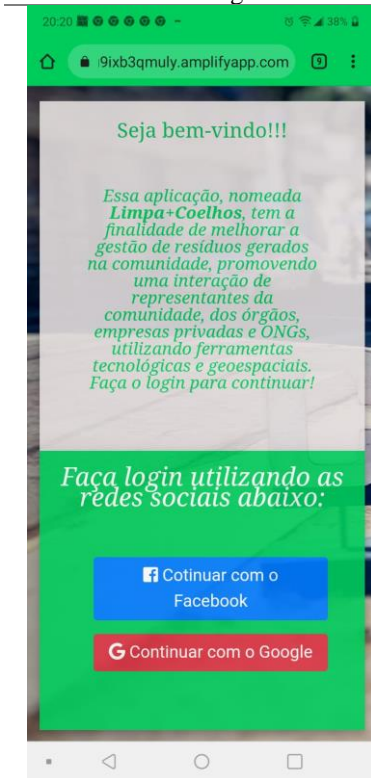 20:20
38%
9ixb3qmuly.amplifyapp.com
9
Seja bem-vindo!!!
Essa aplicação, nomeada
Limpa+Coelhos, tem a
finalidade de melhorar a
gestão de resíduos gerados
na comunidade, promovendo
uma interação de
representantes da
comunidade, dos órgãos,
empresas privadas e ONGs,
utilizando ferramentas
tecnológicas e geoespaciais.
Faça o login para continuar!
Faça login utilizando as
redes sociais abaixo:
Cotinuar com o
Facebook
G Continuar com o Google